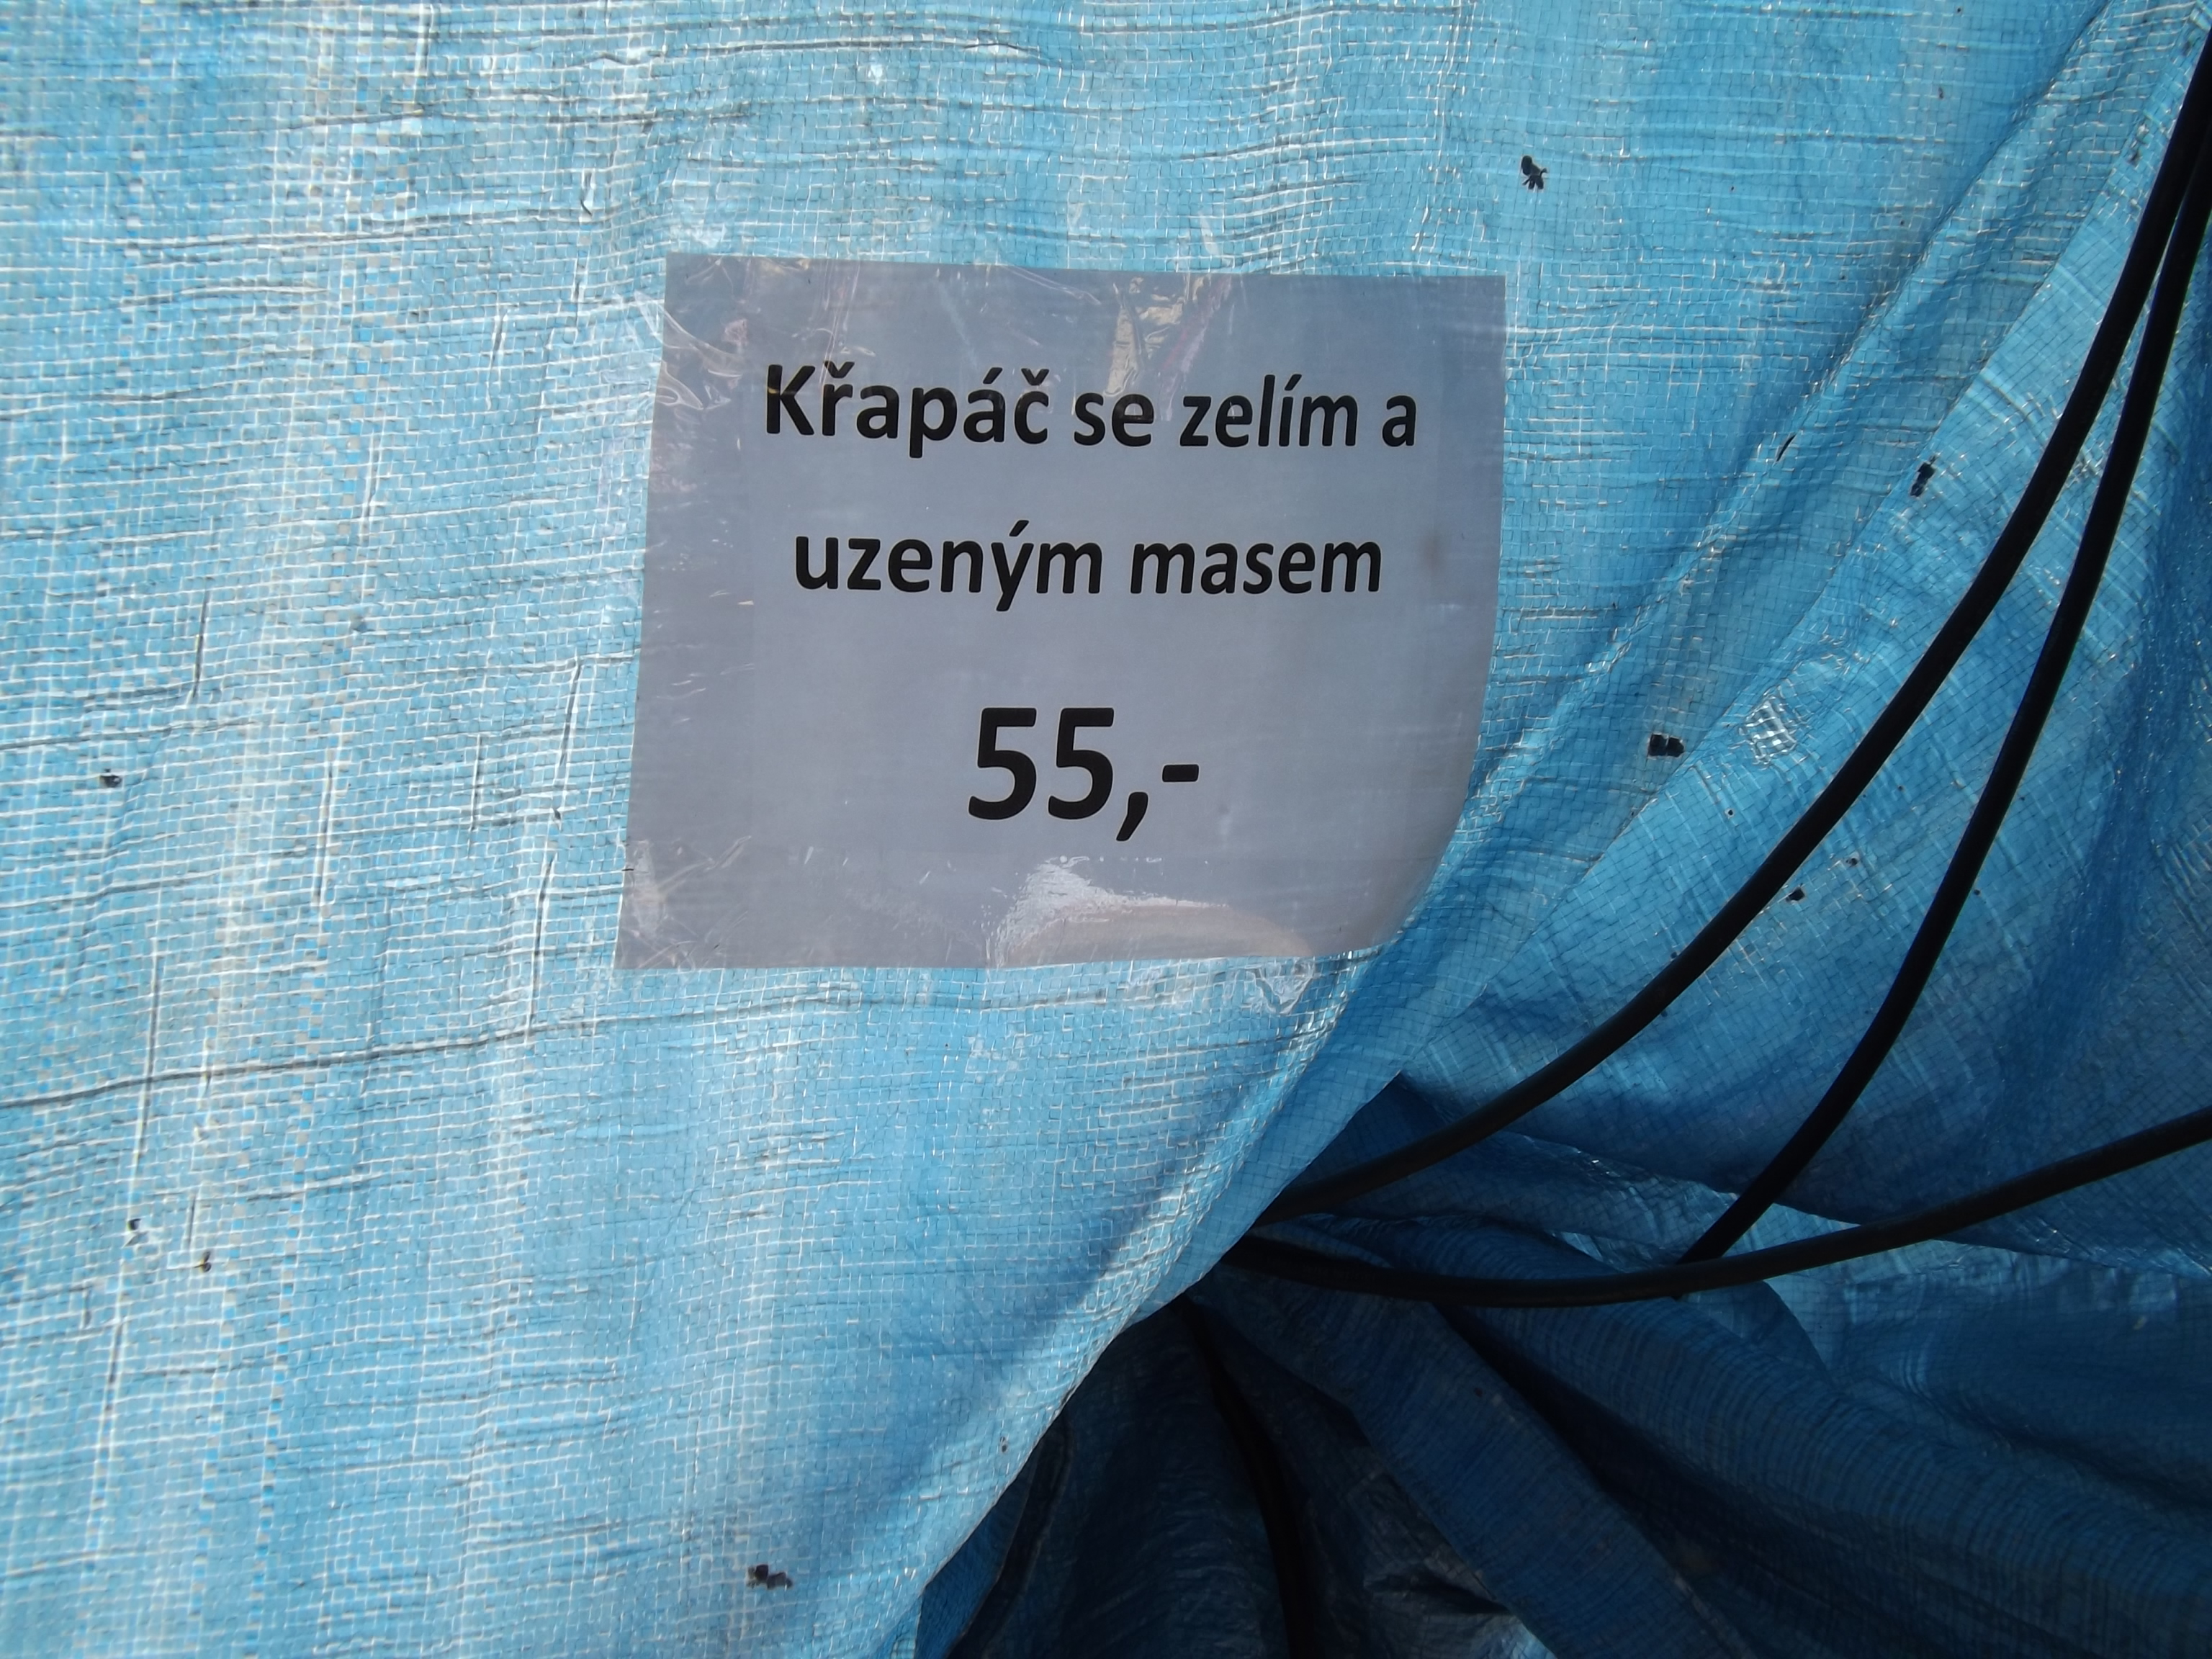 Křapáč se zelím a
uzeným masem
55,-